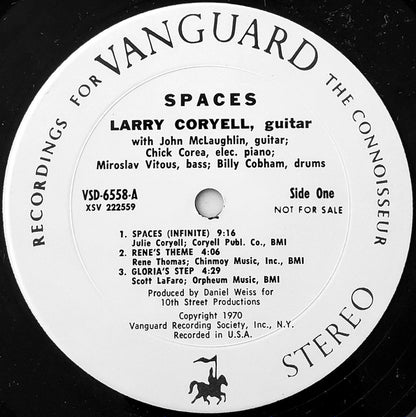 RECORDINGS FOR VANGUARD THE CONNOISSEUR
SPACES
LARRY CORYELL, guitar
with John McLaughlin, guitar;
Chick Corea, elec. piano;
Miroslav Vitous, bass; Billy Cobham, drums
VSD-6558-A
XSV 222559
Side One
NOT FOR SALE
1. SPACES (INFINITE) 9:16
Julie Coryell; Coryell Publ. Co., BMI
2. RENE'S THEME 4:06
Rene Thomas; Chinmoy Music, Inc., BMI
3. GLORIA'S STEP 4:29
Scott LaFaro; Orpheum Music, BMI
Produced by Daniel Weiss for
10th Street Productions
Copyright 1970
Vanguard Recording Society, Inc., N.Y.
Recorded in U.S.A.
STEREO